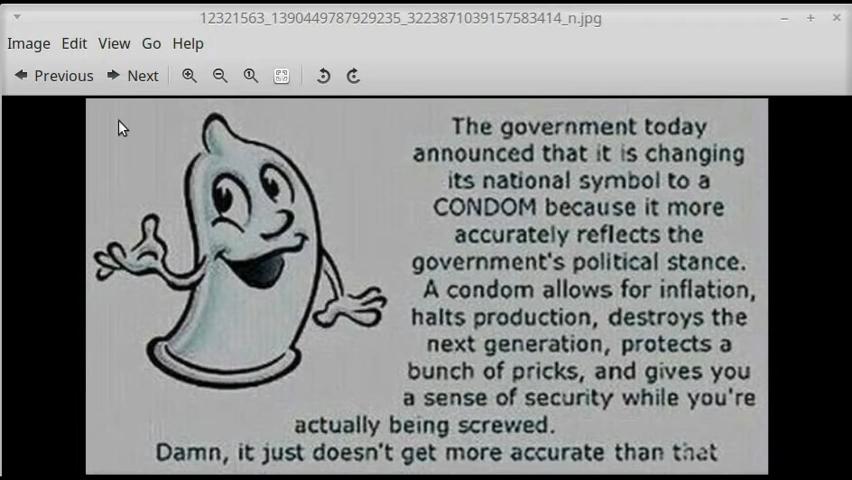 12321563_1390449787929235_3223871039157583414_n.jpg
Image Edit View Go Help
Previous Next
The government today
announced that it is changing
its national symbol to a
CONDOM because it more
accurately reflects the
government's political stance.
A condom allows for inflation,
halts production, destroys the
next generation, protects a
bunch of pricks, and gives you
a sense of security while you're
actually being screwed.
Damn, it just doesn't get more accurate than that